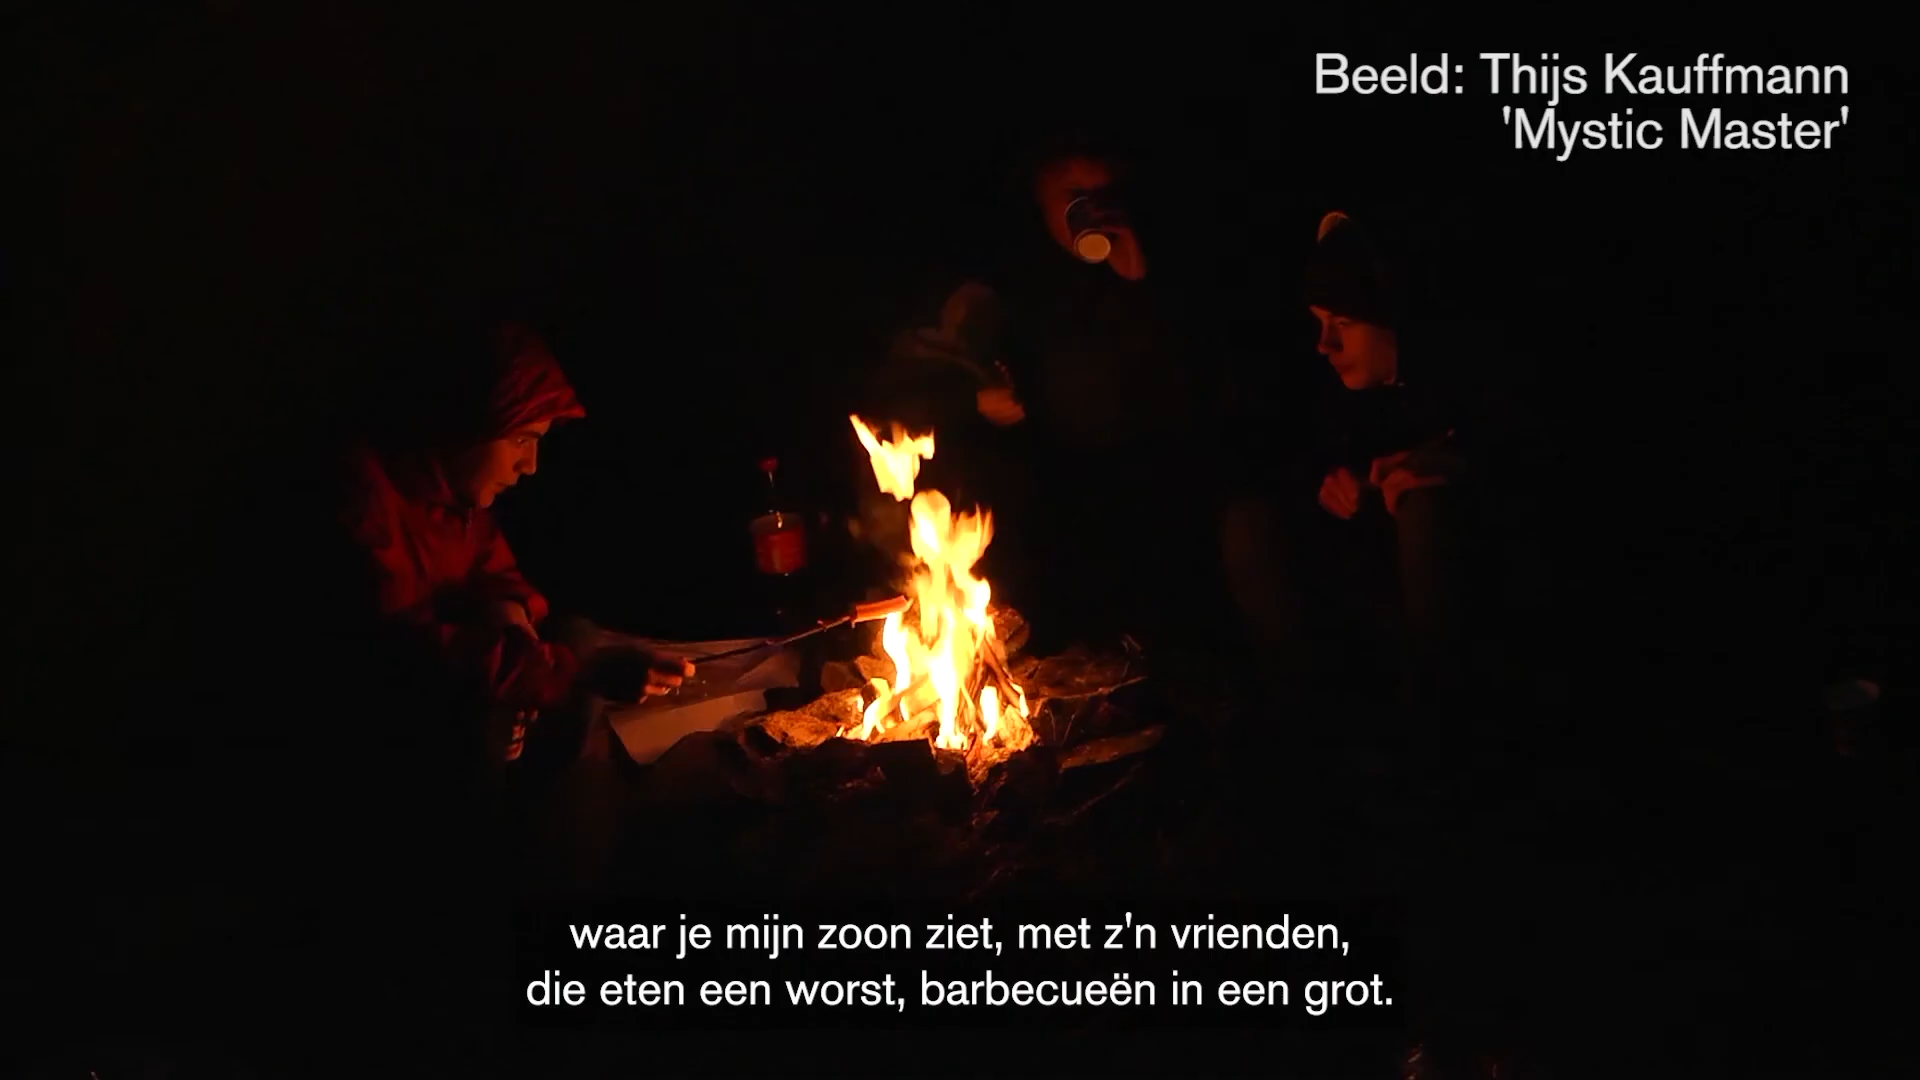 Beeld: Thijs Kauffmann
'Mystic Master'
waar je mijn zoon ziet, met z'n vrienden,
die eten een worst, barbecueën in een grot.